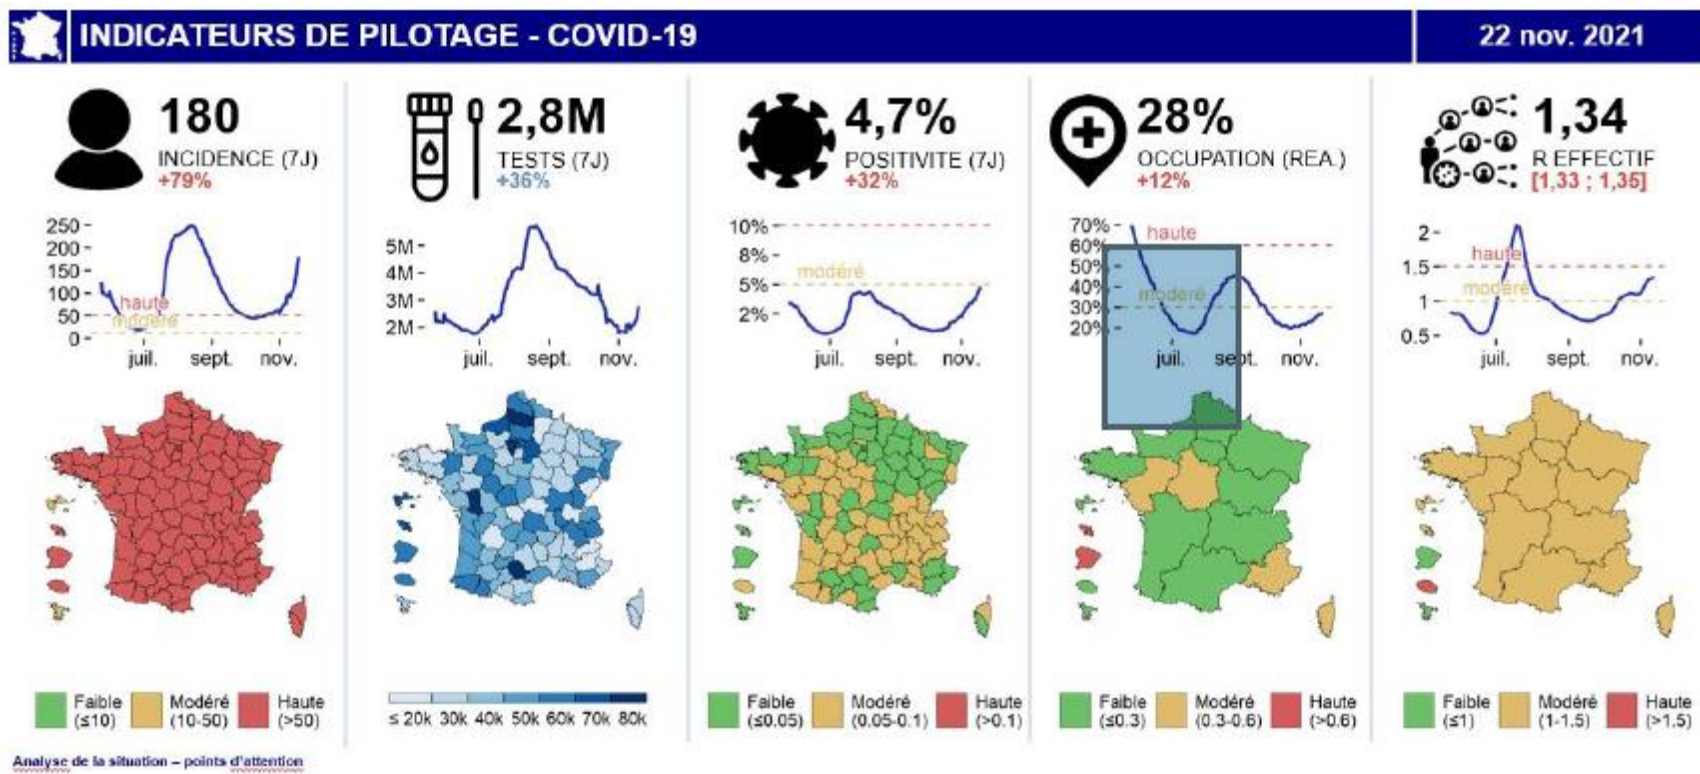 INDICATEURS DE PILOTAGE - COVID-19
22 nov. 2021
180
INCIDENCE (7J)
+79%
250
200
150
100
50
0
haute
modéré
juil. sept. nov.
Faible (≤10)
Modéré (10-50)
Haute (>50)
2,8M
TESTS (7J)
+36%
5M
4M
3M
2M
juil. sept. nov.
≤ 20k 30k 40k 50k 60k 70k 80k
4,7%
POSITIVITE (7J)
+32%
10%
8%
5%
2%
modéré
juil. sept. nov.
Faible (≤0.05)
Modéré (0.05-0.1)
Haute (>0.1)
28%
OCCUPATION (REA.)
+12%
70%
60%
50%
40%
30%
20%
haute
modéré
juil. sept. nov.
Faible (≤0.3)
Modéré (0.3-0.6)
Haute (>0.6)
1,34
R EFFECTIF
[1,33 ; 1,35]
2
1.5
1
0.5
haute
modéré
juil. sept. nov.
Faible (≤1)
Modéré (1-1.5)
Haute (>1.5)
Analyse de la situation – points d'attention